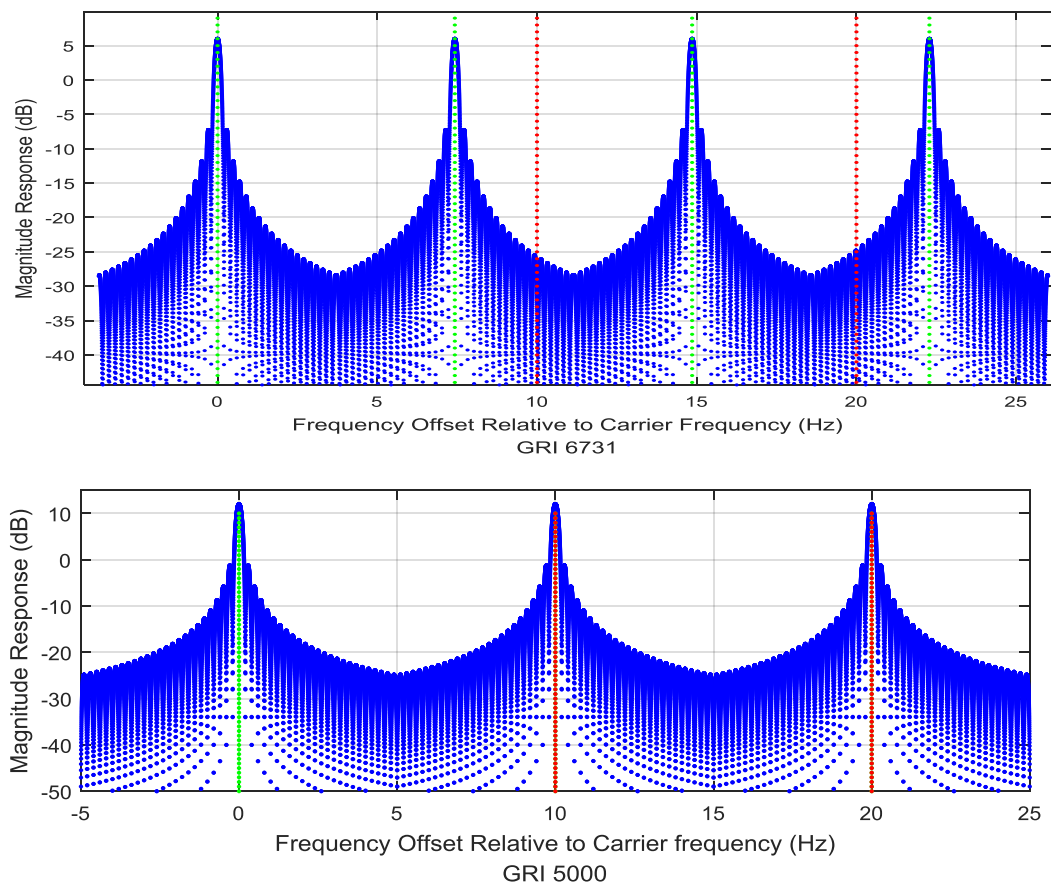 Magnitude Response (dB)
5
0
-5
-10
-15
-20
-25
-30
-35
-40
0 5 10 15 20 25
Frequency Offset Relative to Carrier Frequency (Hz)
GRI 6731
Magnitude Response (dB)
10
0
-10
-20
-30
-40
-50
-5 0 5 10 15 20 25
Frequency Offset Relative to Carrier frequency (Hz)
GRI 5000